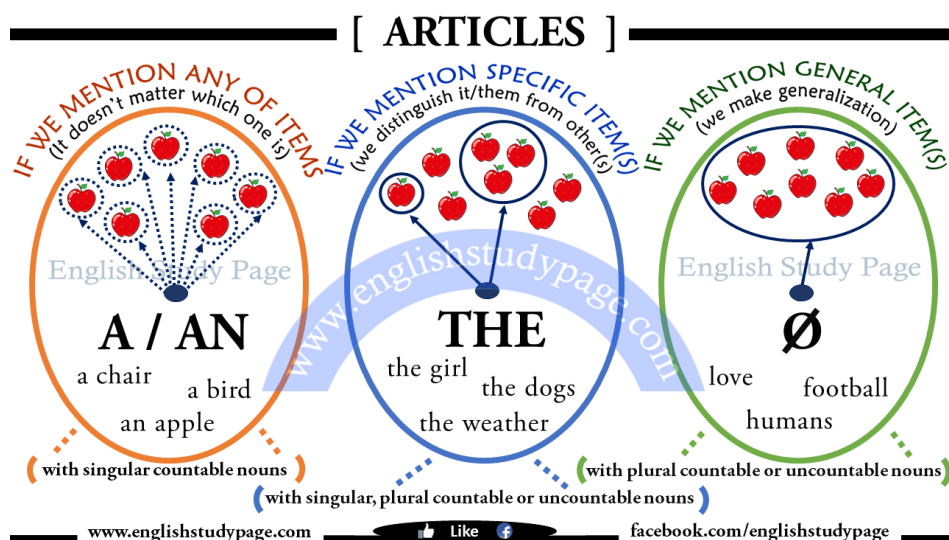 [ ARTICLES ]
IF WE MENTION ANY OF ITEMS
(It doesn't matter which one is)
English Study Page
A / AN
a chair
a bird
an apple
(with singular countable nouns)
IF WE MENTION SPECIFIC ITEM(S)
(we distinguish it/them from other(s)
www.englishstudypage.com
THE
the girl
the dogs
the weather
(with singular, plural countable or uncountable nouns)
IF WE MENTION GENERAL ITEM(S)
(we make generalization)
English Study Page
Ø
love
football
humans
(with plural countable or uncountable nouns)
www.englishstudypage.com
Like
f
facebook.com/englishstudypage